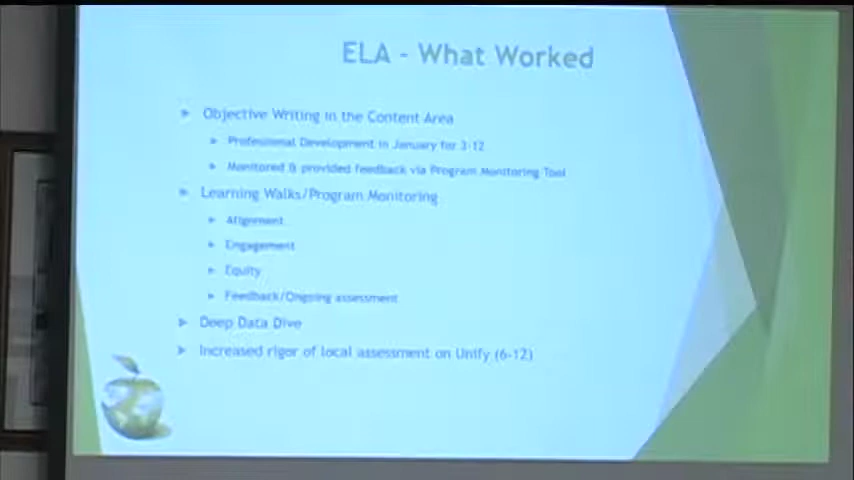 ELA - What Worked
Objective Writing in the Content Area
Professional Development in January for 3-12
Monitored & provided feedback via Program Monitoring Tool
Learning Walks/Program Monitoring
Alignment
Engagement
Equity
Feedback/Ongoing assessment
Deep Data Dive
Increased rigor of local assessment on Unify (6-12)